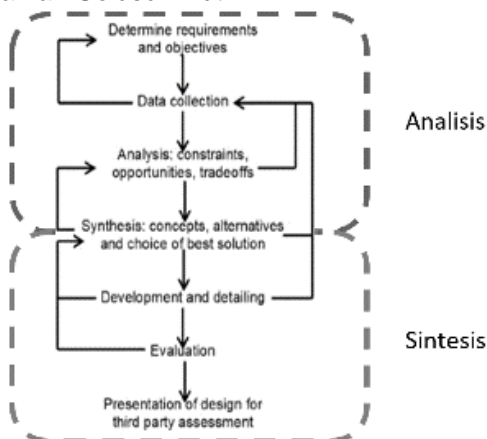 Determine requirements
and objectives
Data collection
Analysis: constraints,
opportunities, tradeoffs
Analisis
Synthesis: concepts, alternatives
and choice of best solution
Development and detailing
Sintesis
Evaluation
Presentation of design for
third party assessment